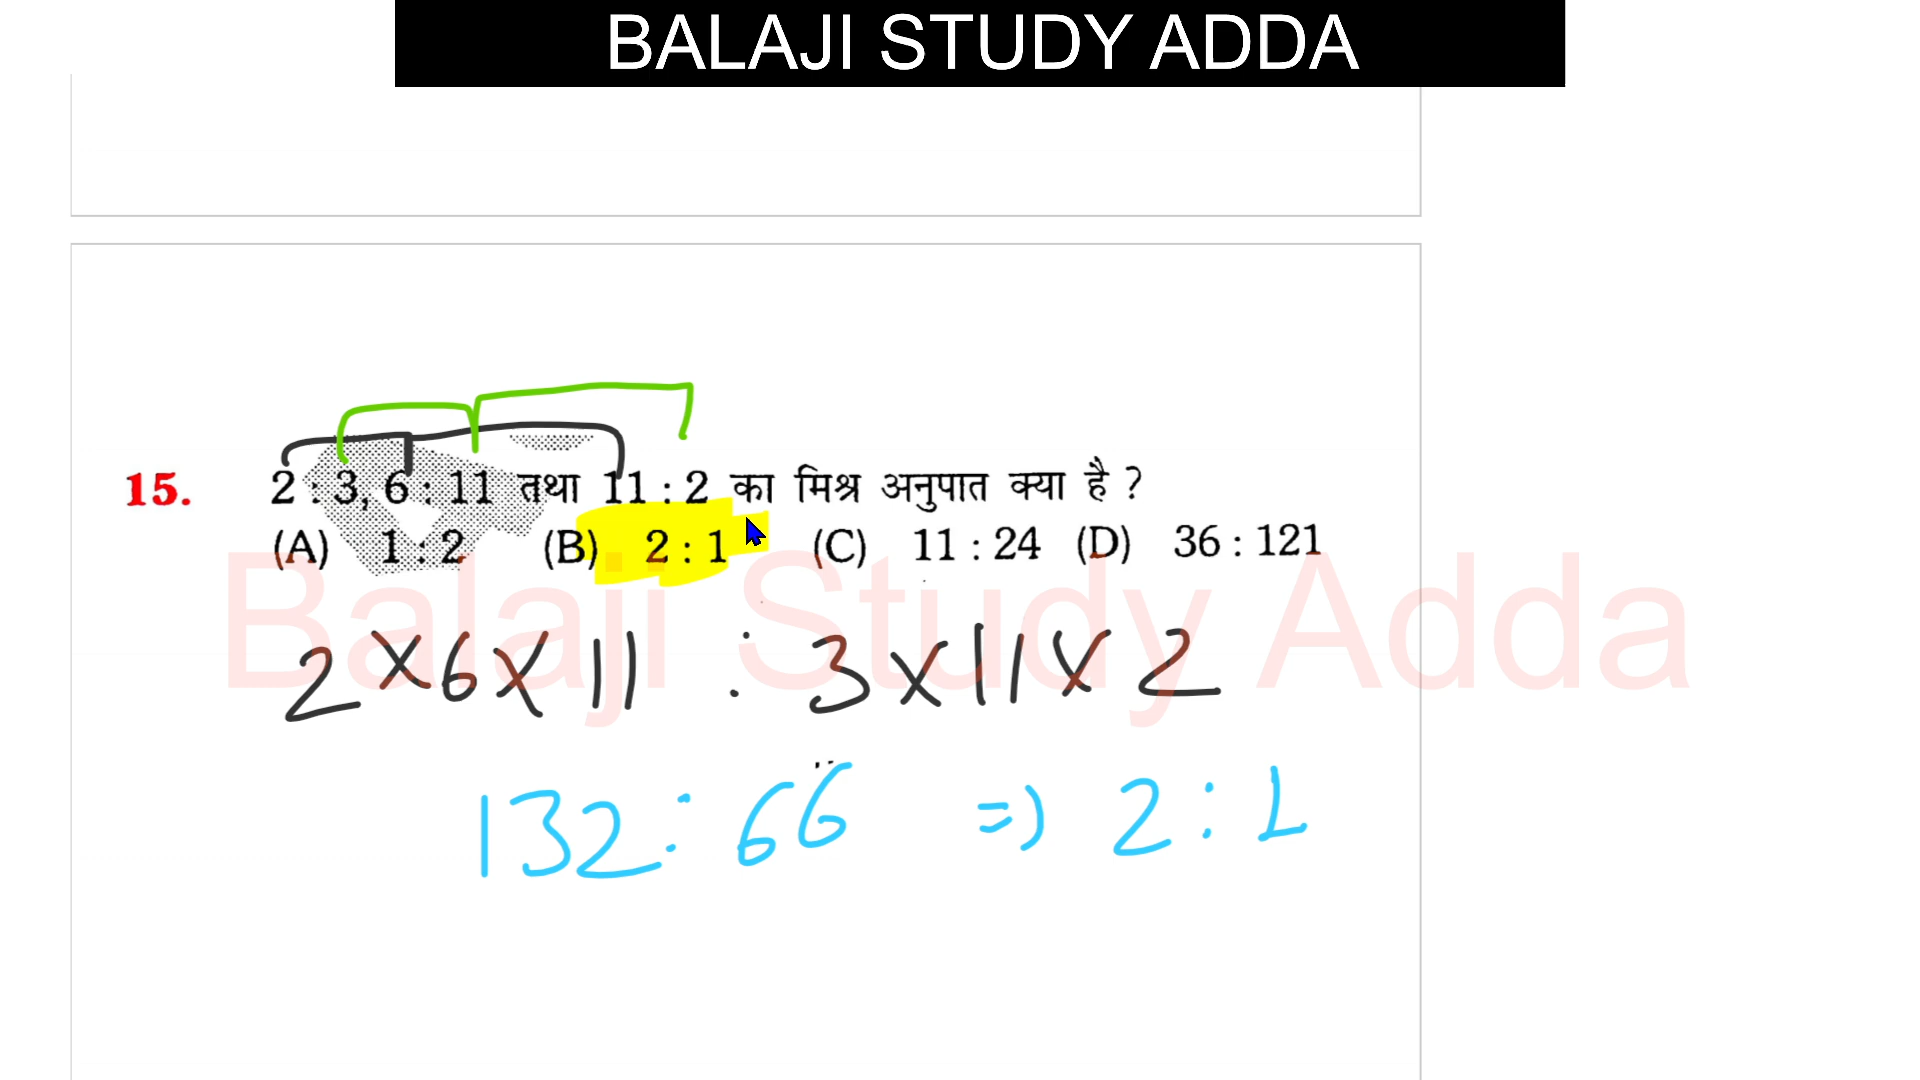 BALAJI STUDY ADDA
15. 2 : 3, 6 : 11 तथा 11 : 2 का मिश्र अनुपात क्या है ?
(A) 1 : 2 (B) 2 : 1 (C) 11 : 24 (D) 36 : 121
Balaji Study Adda
2 × 6 × 11 : 3 × 11 × 2
132 : 66 => 2 : 1